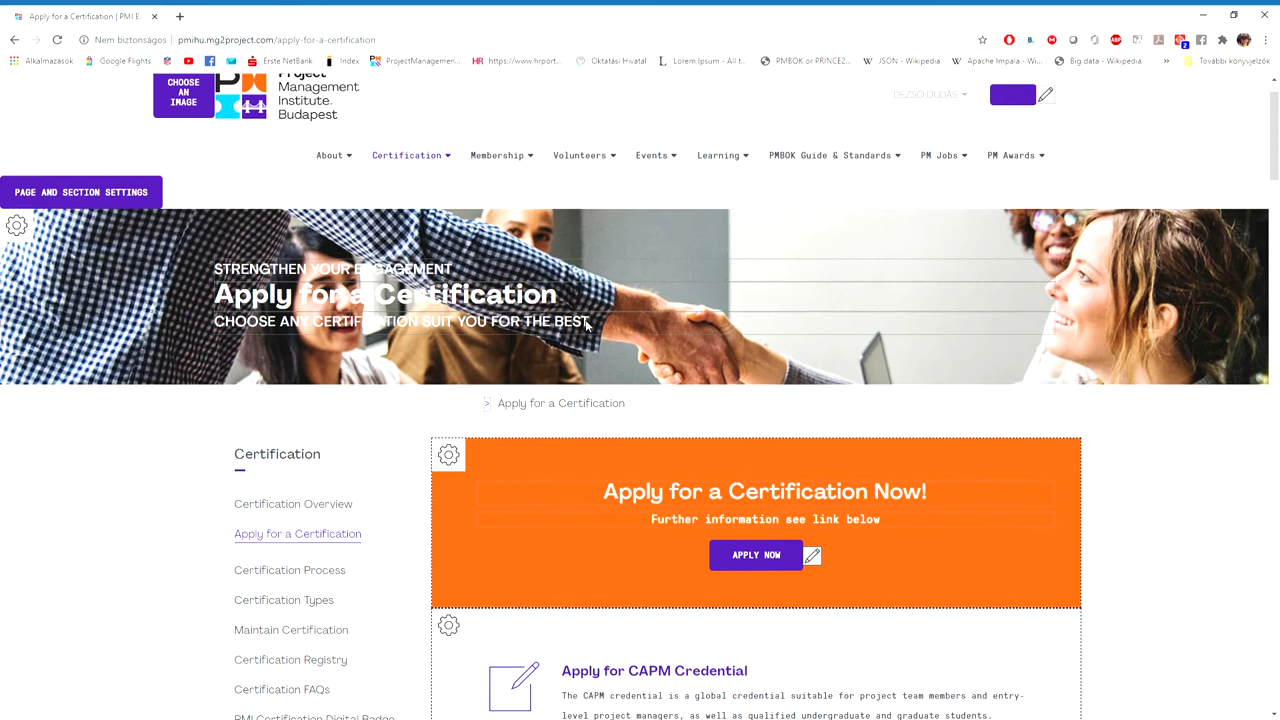 Apply for a Certification | PMI B
Nem biztonságos | pmihu.mg2project.com/apply-for-a-certification
ABP
2
Alkalmazások Google Flights Erste NetBank Index ProjectManagemen... HR https://www.hrport... Oktatási Hivatal Lorem Ipsum - All t... PMBOK or PRINCE2... JSON - Wikipedia Apache Impala - Wi... Big data - Wikipedia » További könyvjelzők
CHOOSE
AN
IMAGE
Project
Management
Institute.
Budapest
DEZSŐ DUDÁS
About Certification Membership Volunteers Events Learning PMBOK Guide & Standards PM Jobs PM Awards
PAGE AND SECTION SETTINGS
STRENGTHEN YOUR ENGAGEMENT
Apply for a Certification
CHOOSE ANY CERTIFICATION SUIT YOU FOR THE BEST
> Apply for a Certification
Certification
Certification Overview
Apply for a Certification
Certification Process
Certification Types
Maintain Certification
Certification Registry
Certification FAQs
PMI Certification Digital Badge
Apply for a Certification Now!
Further information see link below
APPLY NOW
Apply for CAPM Credential
The CAPM credential is a global credential suitable for project team members and entry-
level project managers, as well as qualified undergraduate and graduate students.